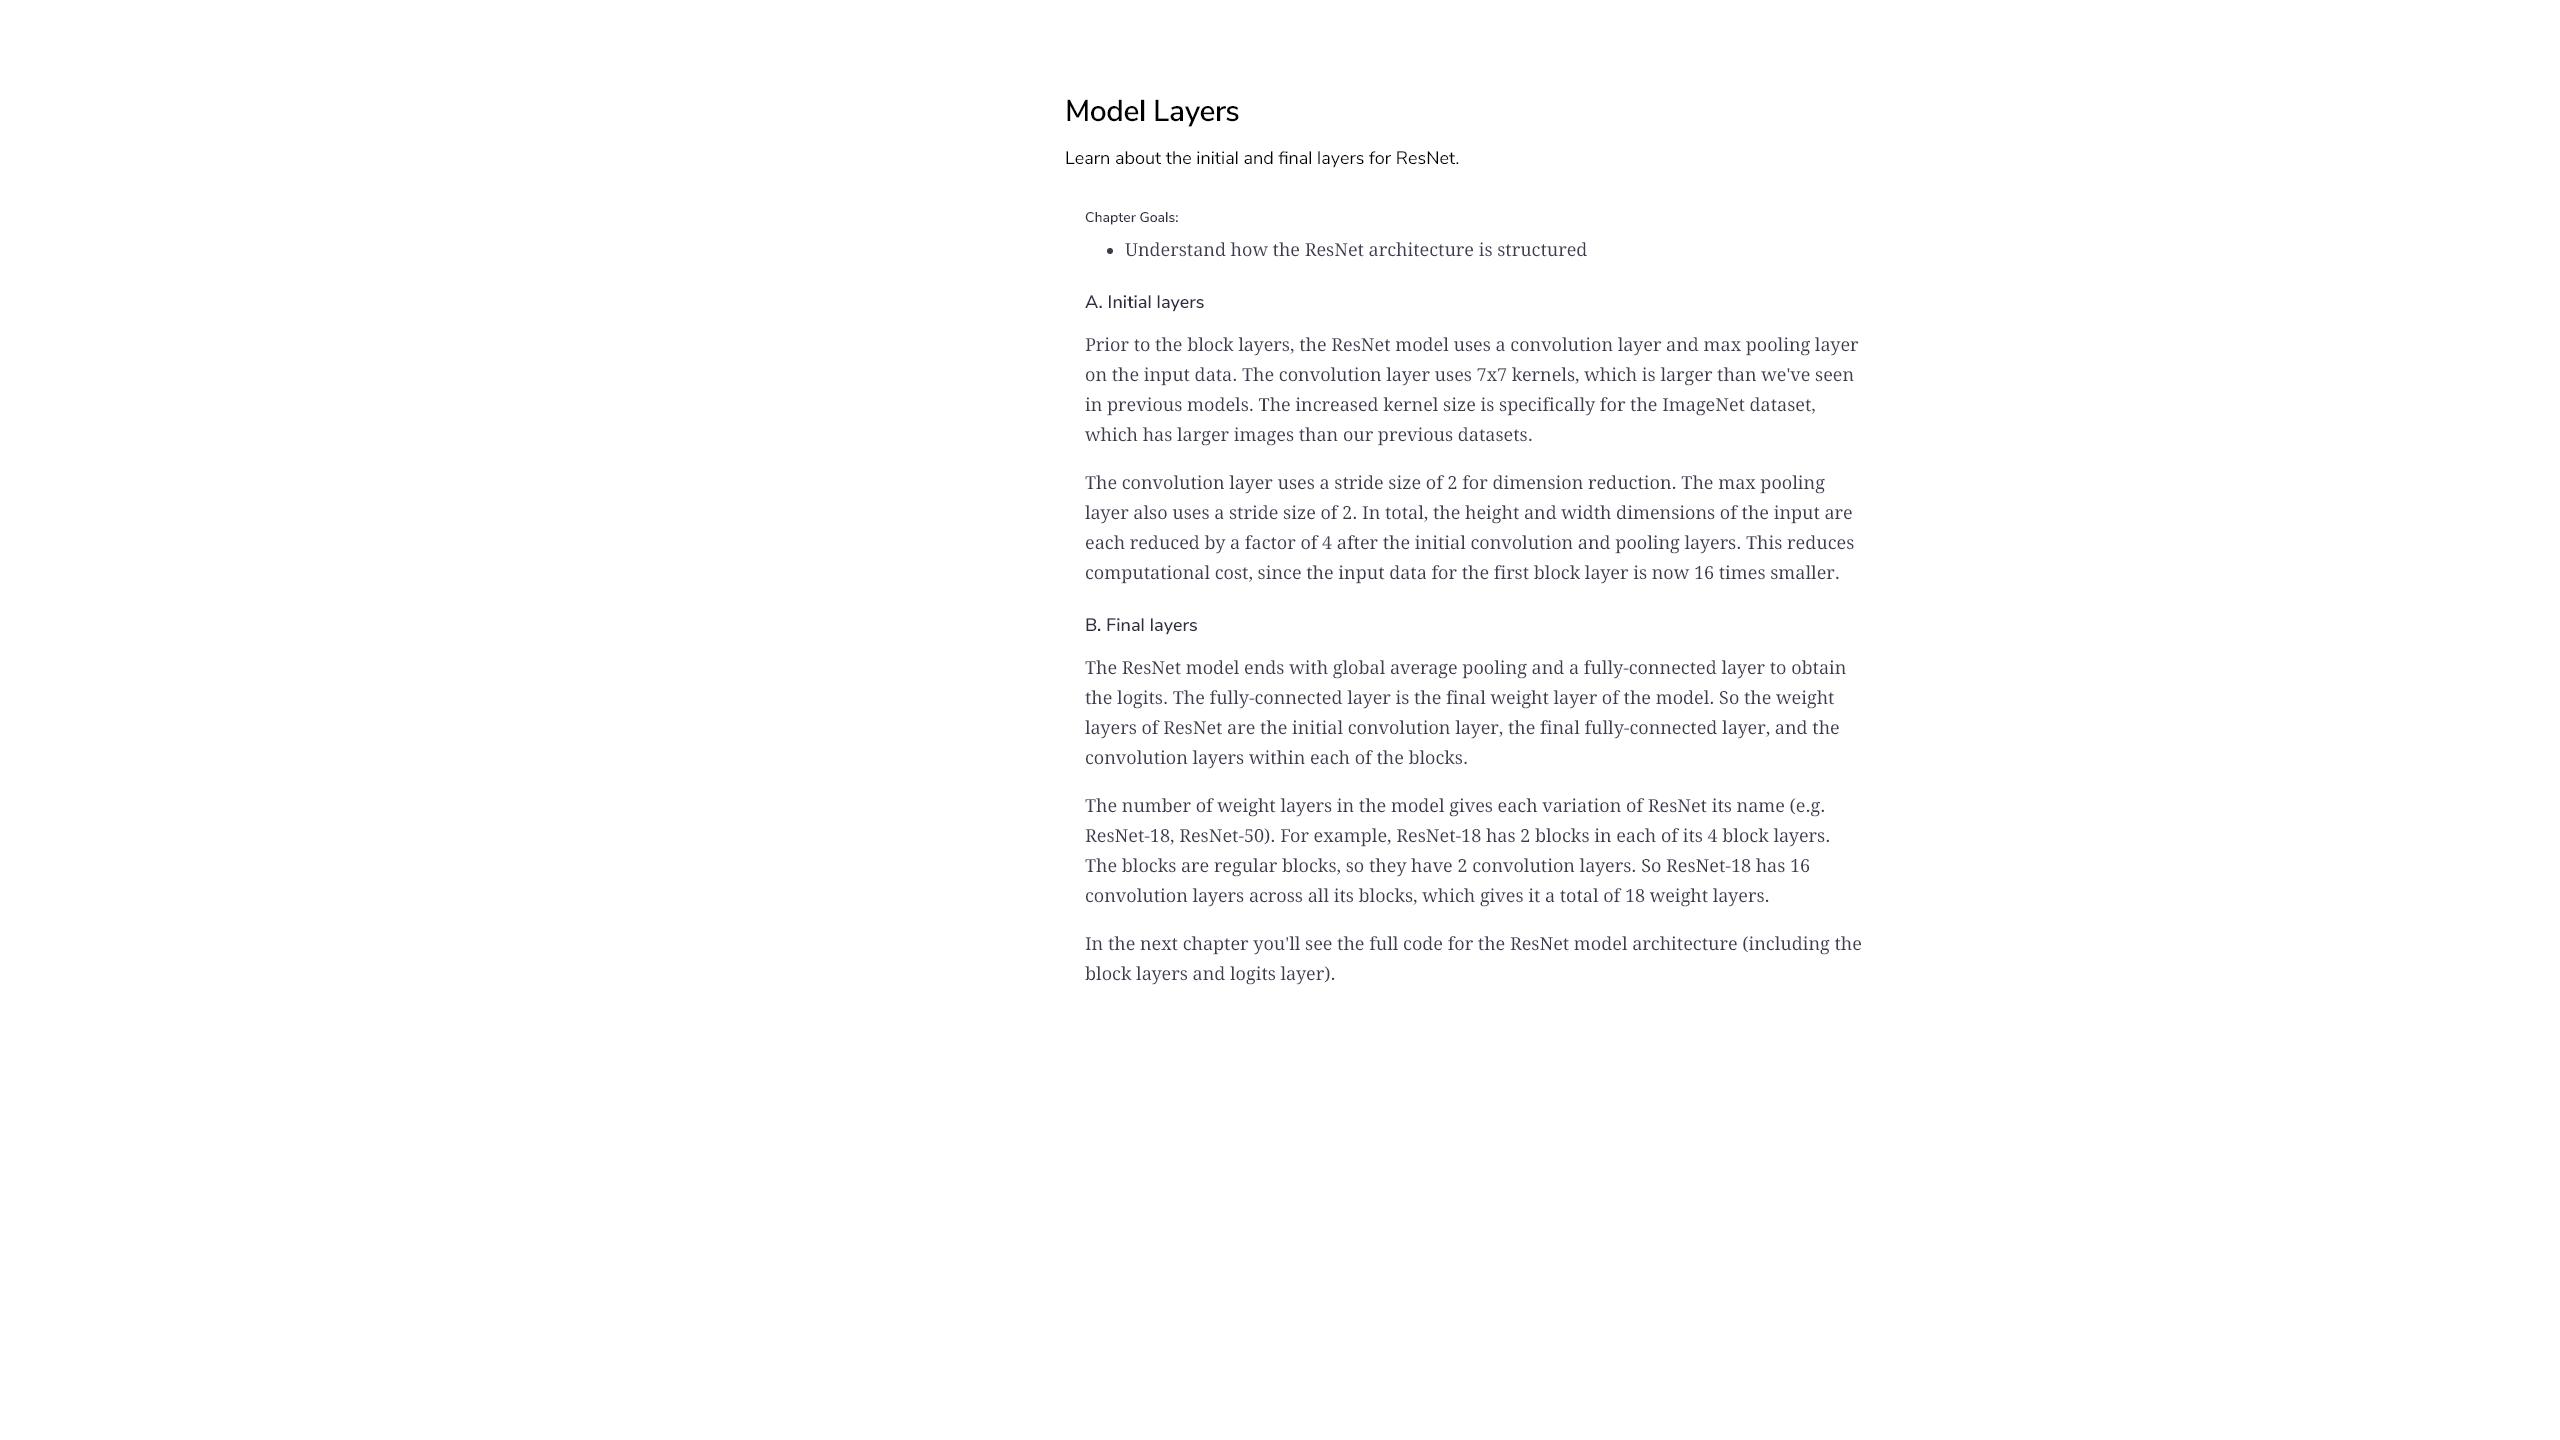 Model Layers
Learn about the initial and final layers for ResNet.
Chapter Goals:
• Understand how the ResNet architecture is structured
A. Initial layers
Prior to the block layers, the ResNet model uses a convolution layer and max pooling layer
on the input data. The convolution layer uses 7x7 kernels, which is larger than we've seen
in previous models. The increased kernel size is specifically for the ImageNet dataset,
which has larger images than our previous datasets.
The convolution layer uses a stride size of 2 for dimension reduction. The max pooling
layer also uses a stride size of 2. In total, the height and width dimensions of the input are
each reduced by a factor of 4 after the initial convolution and pooling layers. This reduces
computational cost, since the input data for the first block layer is now 16 times smaller.
B. Final layers
The ResNet model ends with global average pooling and a fully-connected layer to obtain
the logits. The fully-connected layer is the final weight layer of the model. So the weight
layers of ResNet are the initial convolution layer, the final fully-connected layer, and the
convolution layers within each of the blocks.
The number of weight layers in the model gives each variation of ResNet its name (e.g.
ResNet-18, ResNet-50). For example, ResNet-18 has 2 blocks in each of its 4 block layers.
The blocks are regular blocks, so they have 2 convolution layers. So ResNet-18 has 16
convolution layers across all its blocks, which gives it a total of 18 weight layers.
In the next chapter you'll see the full code for the ResNet model architecture (including the
block layers and logits layer).